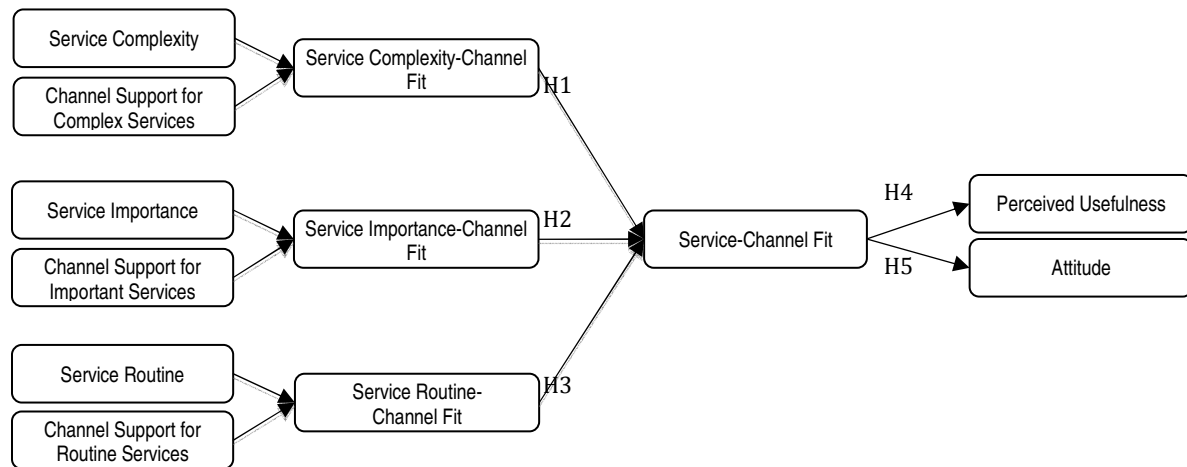 Service Complexity
Channel Support for
Complex Services
Service Complexity-Channel
Fit
H1
Service Importance
Channel Support for
Important Services
Service Importance-Channel
Fit
H2
Service Routine
Channel Support for
Routine Services
Service Routine-
Channel Fit
H3
Service-Channel Fit
H4
H5
Perceived Usefulness
Attitude